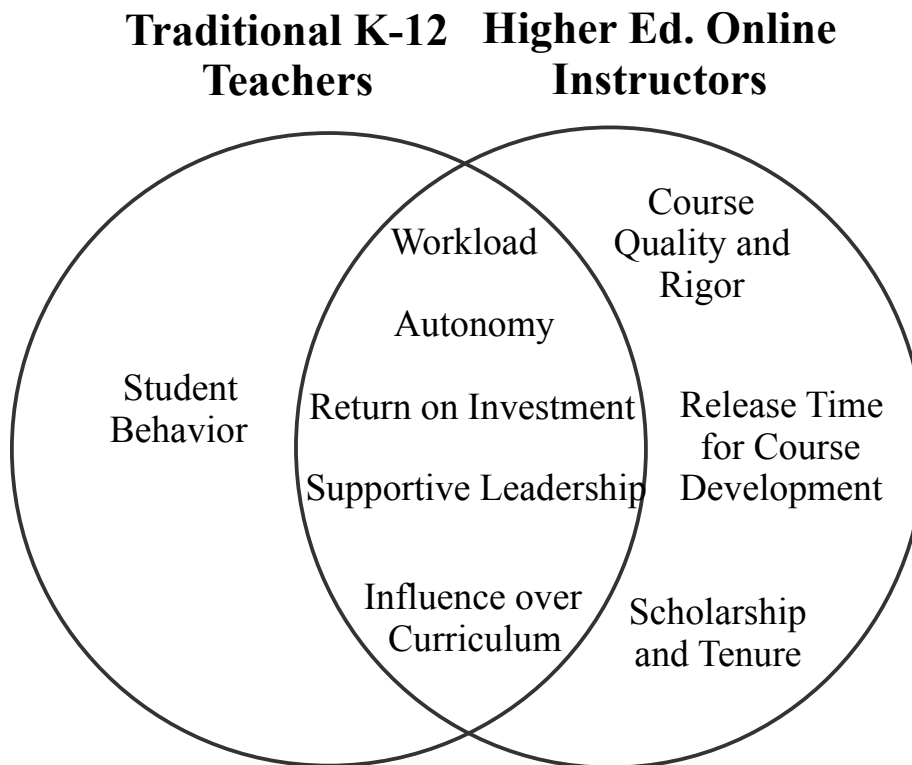 Traditional K-12
Teachers
Higher Ed. Online
Instructors
Student
Behavior
Workload
Autonomy
Return on Investment
Supportive Leadership
Influence over
Curriculum
Course
Quality and
Rigor
Release Time
for Course
Development
Scholarship
and Tenure